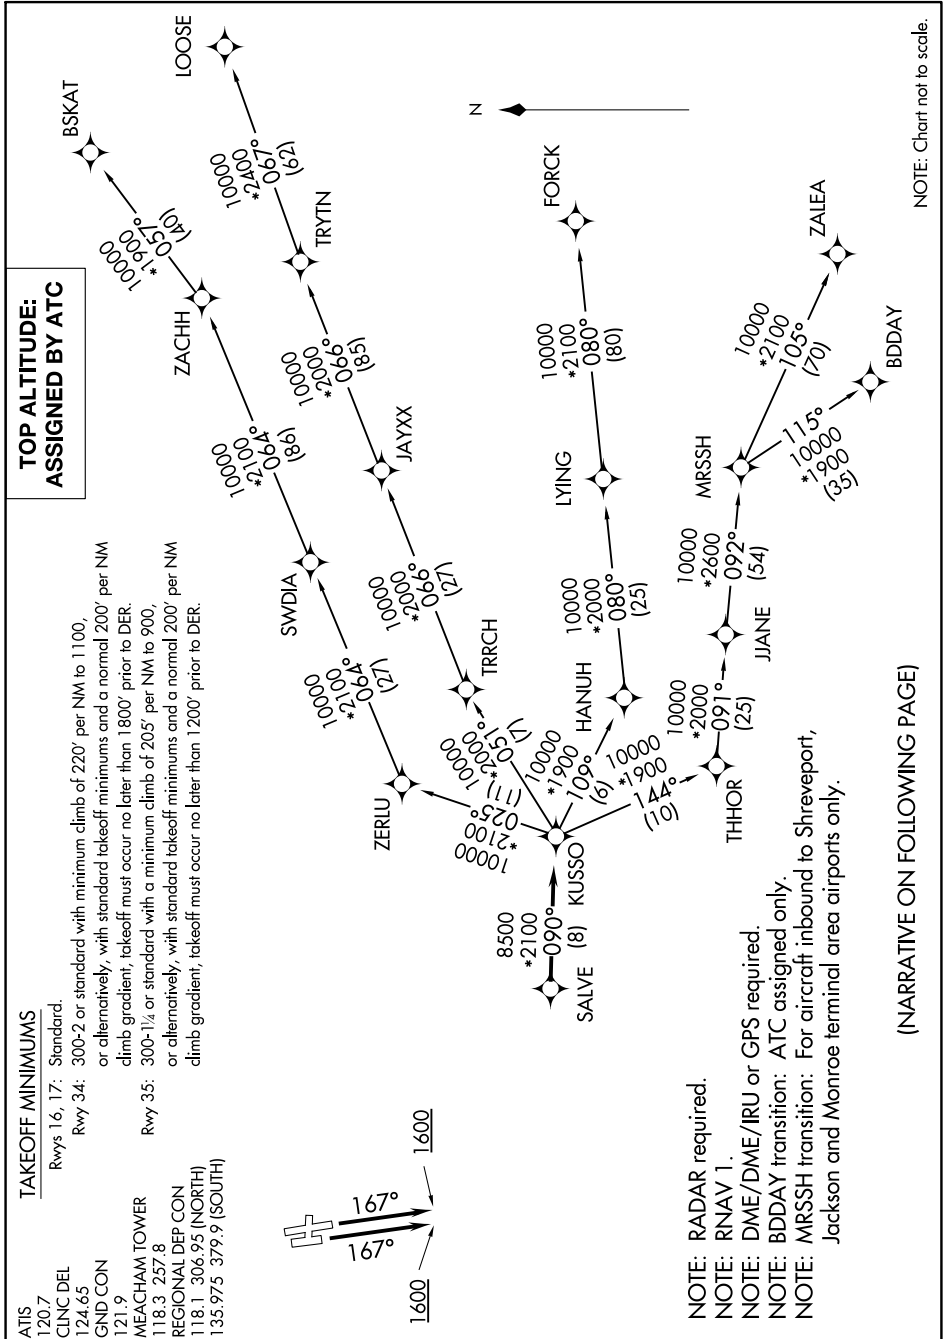 ATIS
120.7
CLNC DEL
124.65
GND CON
121.9
MEACHAM TOWER
118.3 257.8
REGIONAL DEP CON
118.1 306.95 (NORTH)
135.975 379.9 (SOUTH)
TAKEOFF MINIMUMS
Rwys 16, 17: Standard.
Rwy 34: 300-2 or standard with minimum climb of 220' per NM to 1100,
or alternatively, with standard takeoff minimums and a normal 200' per NM
climb gradient, takeoff must occur no later than 1800' prior to DER.
Rwy 35: 300-1¼ or standard with a minimum climb of 205' per NM to 900,
or alternatively, with standard takeoff minimums and a normal 200' per NM
climb gradient, takeoff must occur no later than 1200' prior to DER.
TOP ALTITUDE:
ASSIGNED BY ATC
BSKAT
10000
*1900
057°
(40)
ZACHH
10000
*2100
064°
(86)
SWDIA
10000
*2100
064°
(27)
ZERLU
10000
*2100
025°
(11)
LOOSE
10000
*2400
067°
(62)
TRYTN
10000
*2000
066°
(85)
JAYXX
10000
*2000
066°
(27)
TRRCH
10000
*2000
051°
(7)
N
FORCK
10000
*2100
080°
(80)
LYING
10000
*2000
080°
(25)
HANUH
10000
*1900
109°
(6)
KUSSO
8500
*2100
090°
(8)
SALVE
10000
*1900
144°
(10)
THHOR
10000
*2000
091°
(25)
JJANE
10000
*2600
092°
(54)
MRSSH
10000
*2100
105°
(70)
ZALEA
115°
10000
*1900
(35)
BDDAY
167°
167°
1600
1600
NOTE: RADAR required.
NOTE: RNAV 1.
NOTE: DME/DME/IRU or GPS required.
NOTE: BDDAY transition: ATC assigned only.
NOTE: MRSSH transition: For aircraft inbound to Shreveport,
Jackson and Monroe terminal area airports only.
(NARRATIVE ON FOLLOWING PAGE)
NOTE: Chart not to scale.